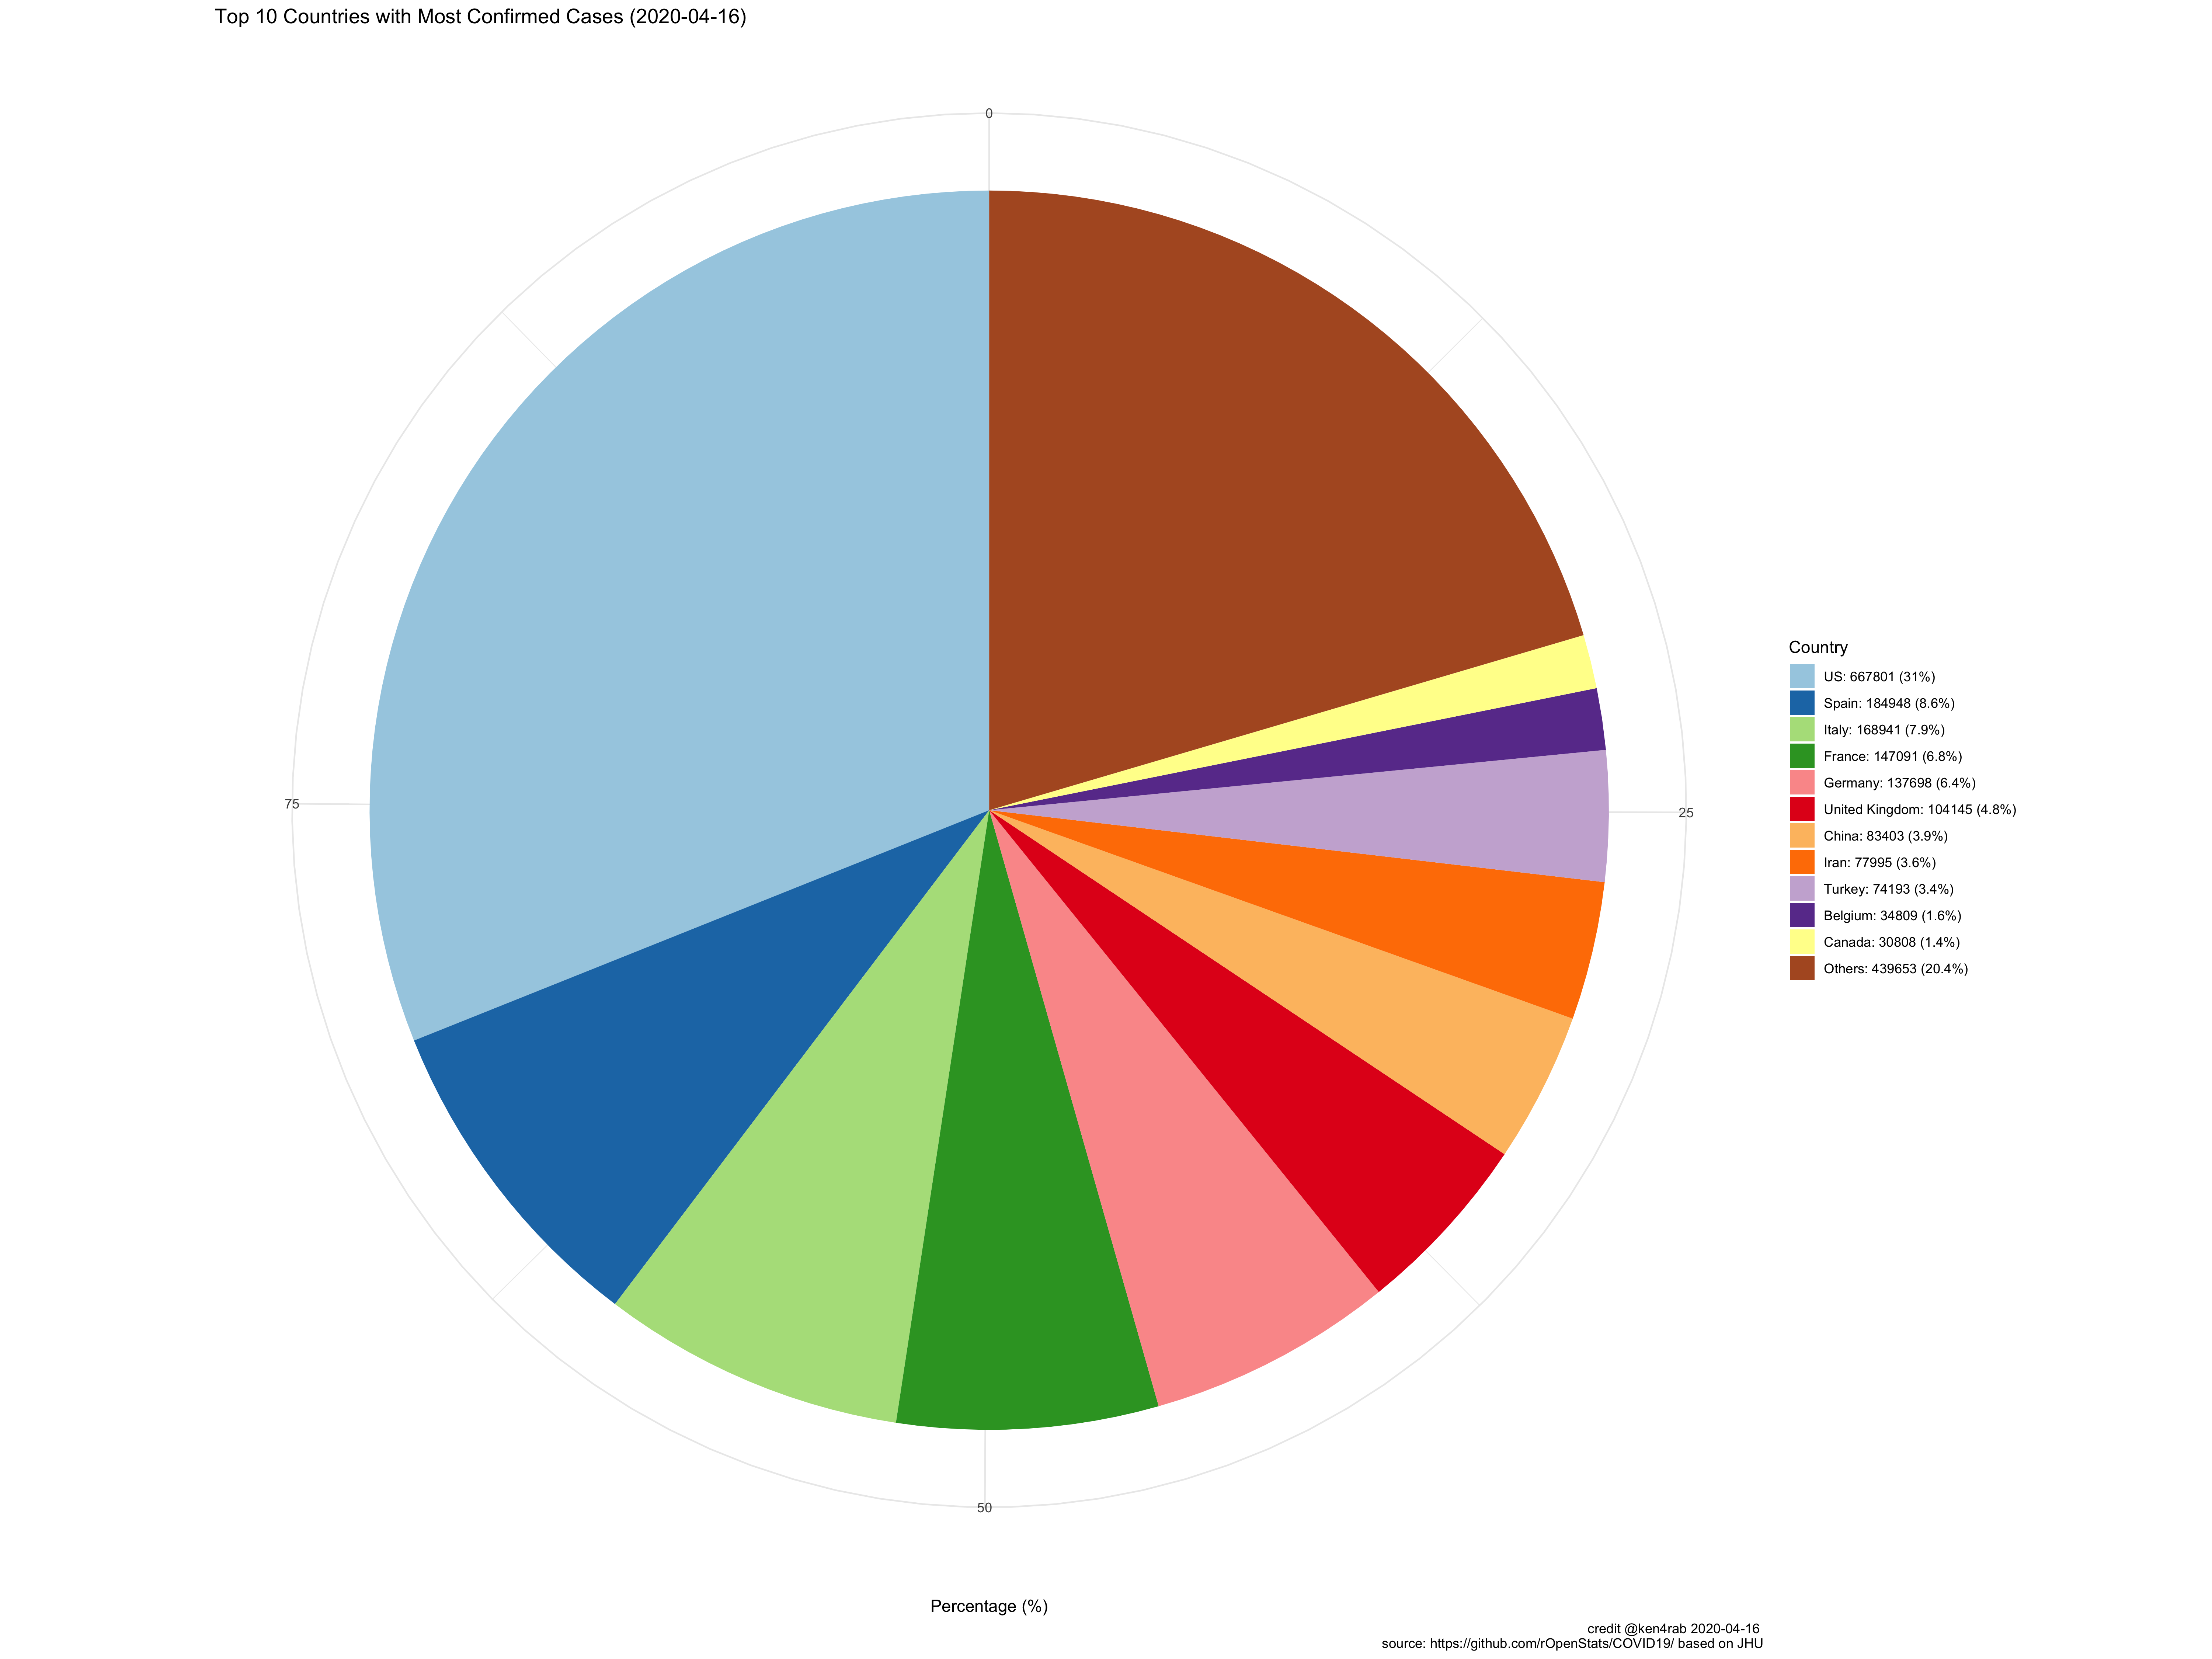 Top 10 Countries with Most Confirmed Cases (2020-04-16)
0
75
25
50
Country
US: 667801 (31%)
Spain: 184948 (8.6%)
Italy: 168941 (7.9%)
France: 147091 (6.8%)
Germany: 137698 (6.4%)
United Kingdom: 104145 (4.8%)
China: 83403 (3.9%)
Iran: 77995 (3.6%)
Turkey: 74193 (3.4%)
Belgium: 34809 (1.6%)
Canada: 30808 (1.4%)
Others: 439653 (20.4%)
Percentage (%)
credit @ken4rab 2020-04-16
source: https://github.com/rOpenStats/COVID19/ based on JHU